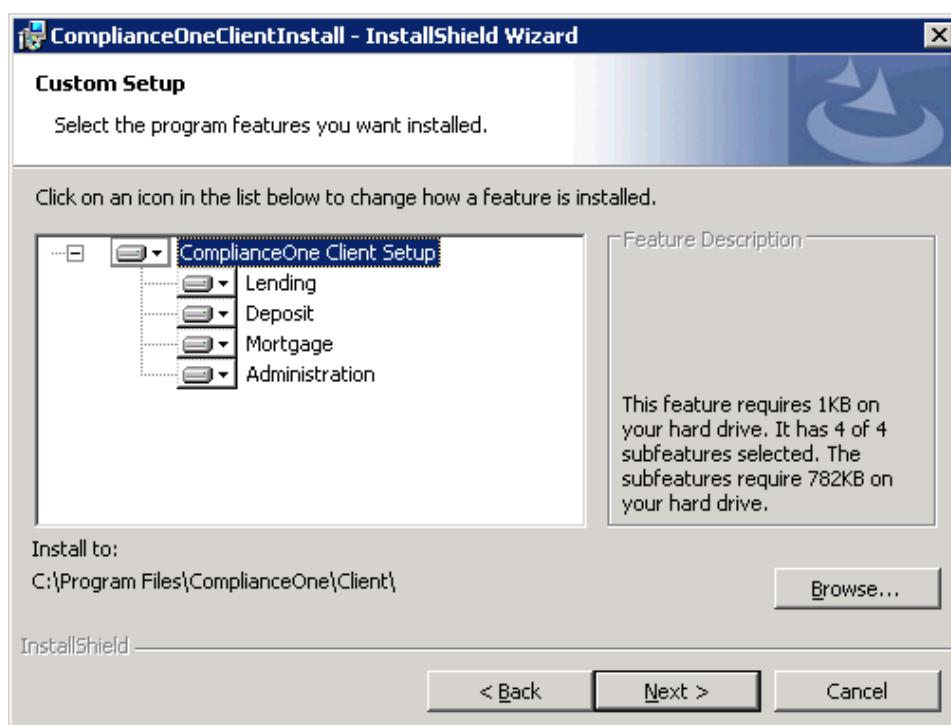 ComplianceOneClientInstall - InstallShield Wizard
Custom Setup
Select the program features you want installed.
Click on an icon in the list below to change how a feature is installed.
ComplianceOne Client Setup
Lending
Deposit
Mortgage
Administration
Feature Description
This feature requires 1KB on
your hard drive. It has 4 of 4
subfeatures selected. The
subfeatures require 782KB on
your hard drive.
Install to:
C:\Program Files\ComplianceOne\Client\
Browse...
InstallShield
< Back
Next >
Cancel